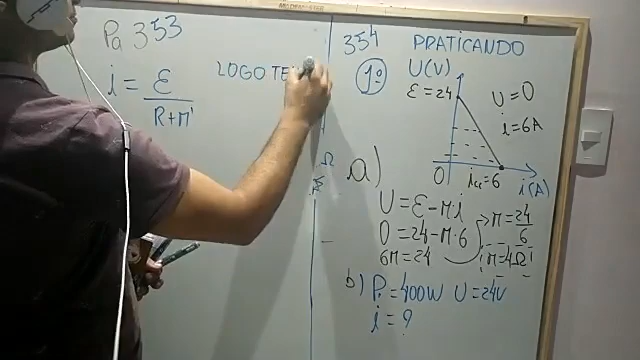 Pa 353
i = ε / R+r
LOGO TE
Ω
354 PRATICANDO
1º
U(V)
ε = 24
U = 0
i = 6A
0
icc = 6
i(A)
a)
U = ε - r · i
0 = 24 - r · 6
6r = 24
r = 24 / 6
r = 4Ω
b) P = 400W U = 24V
i = ?